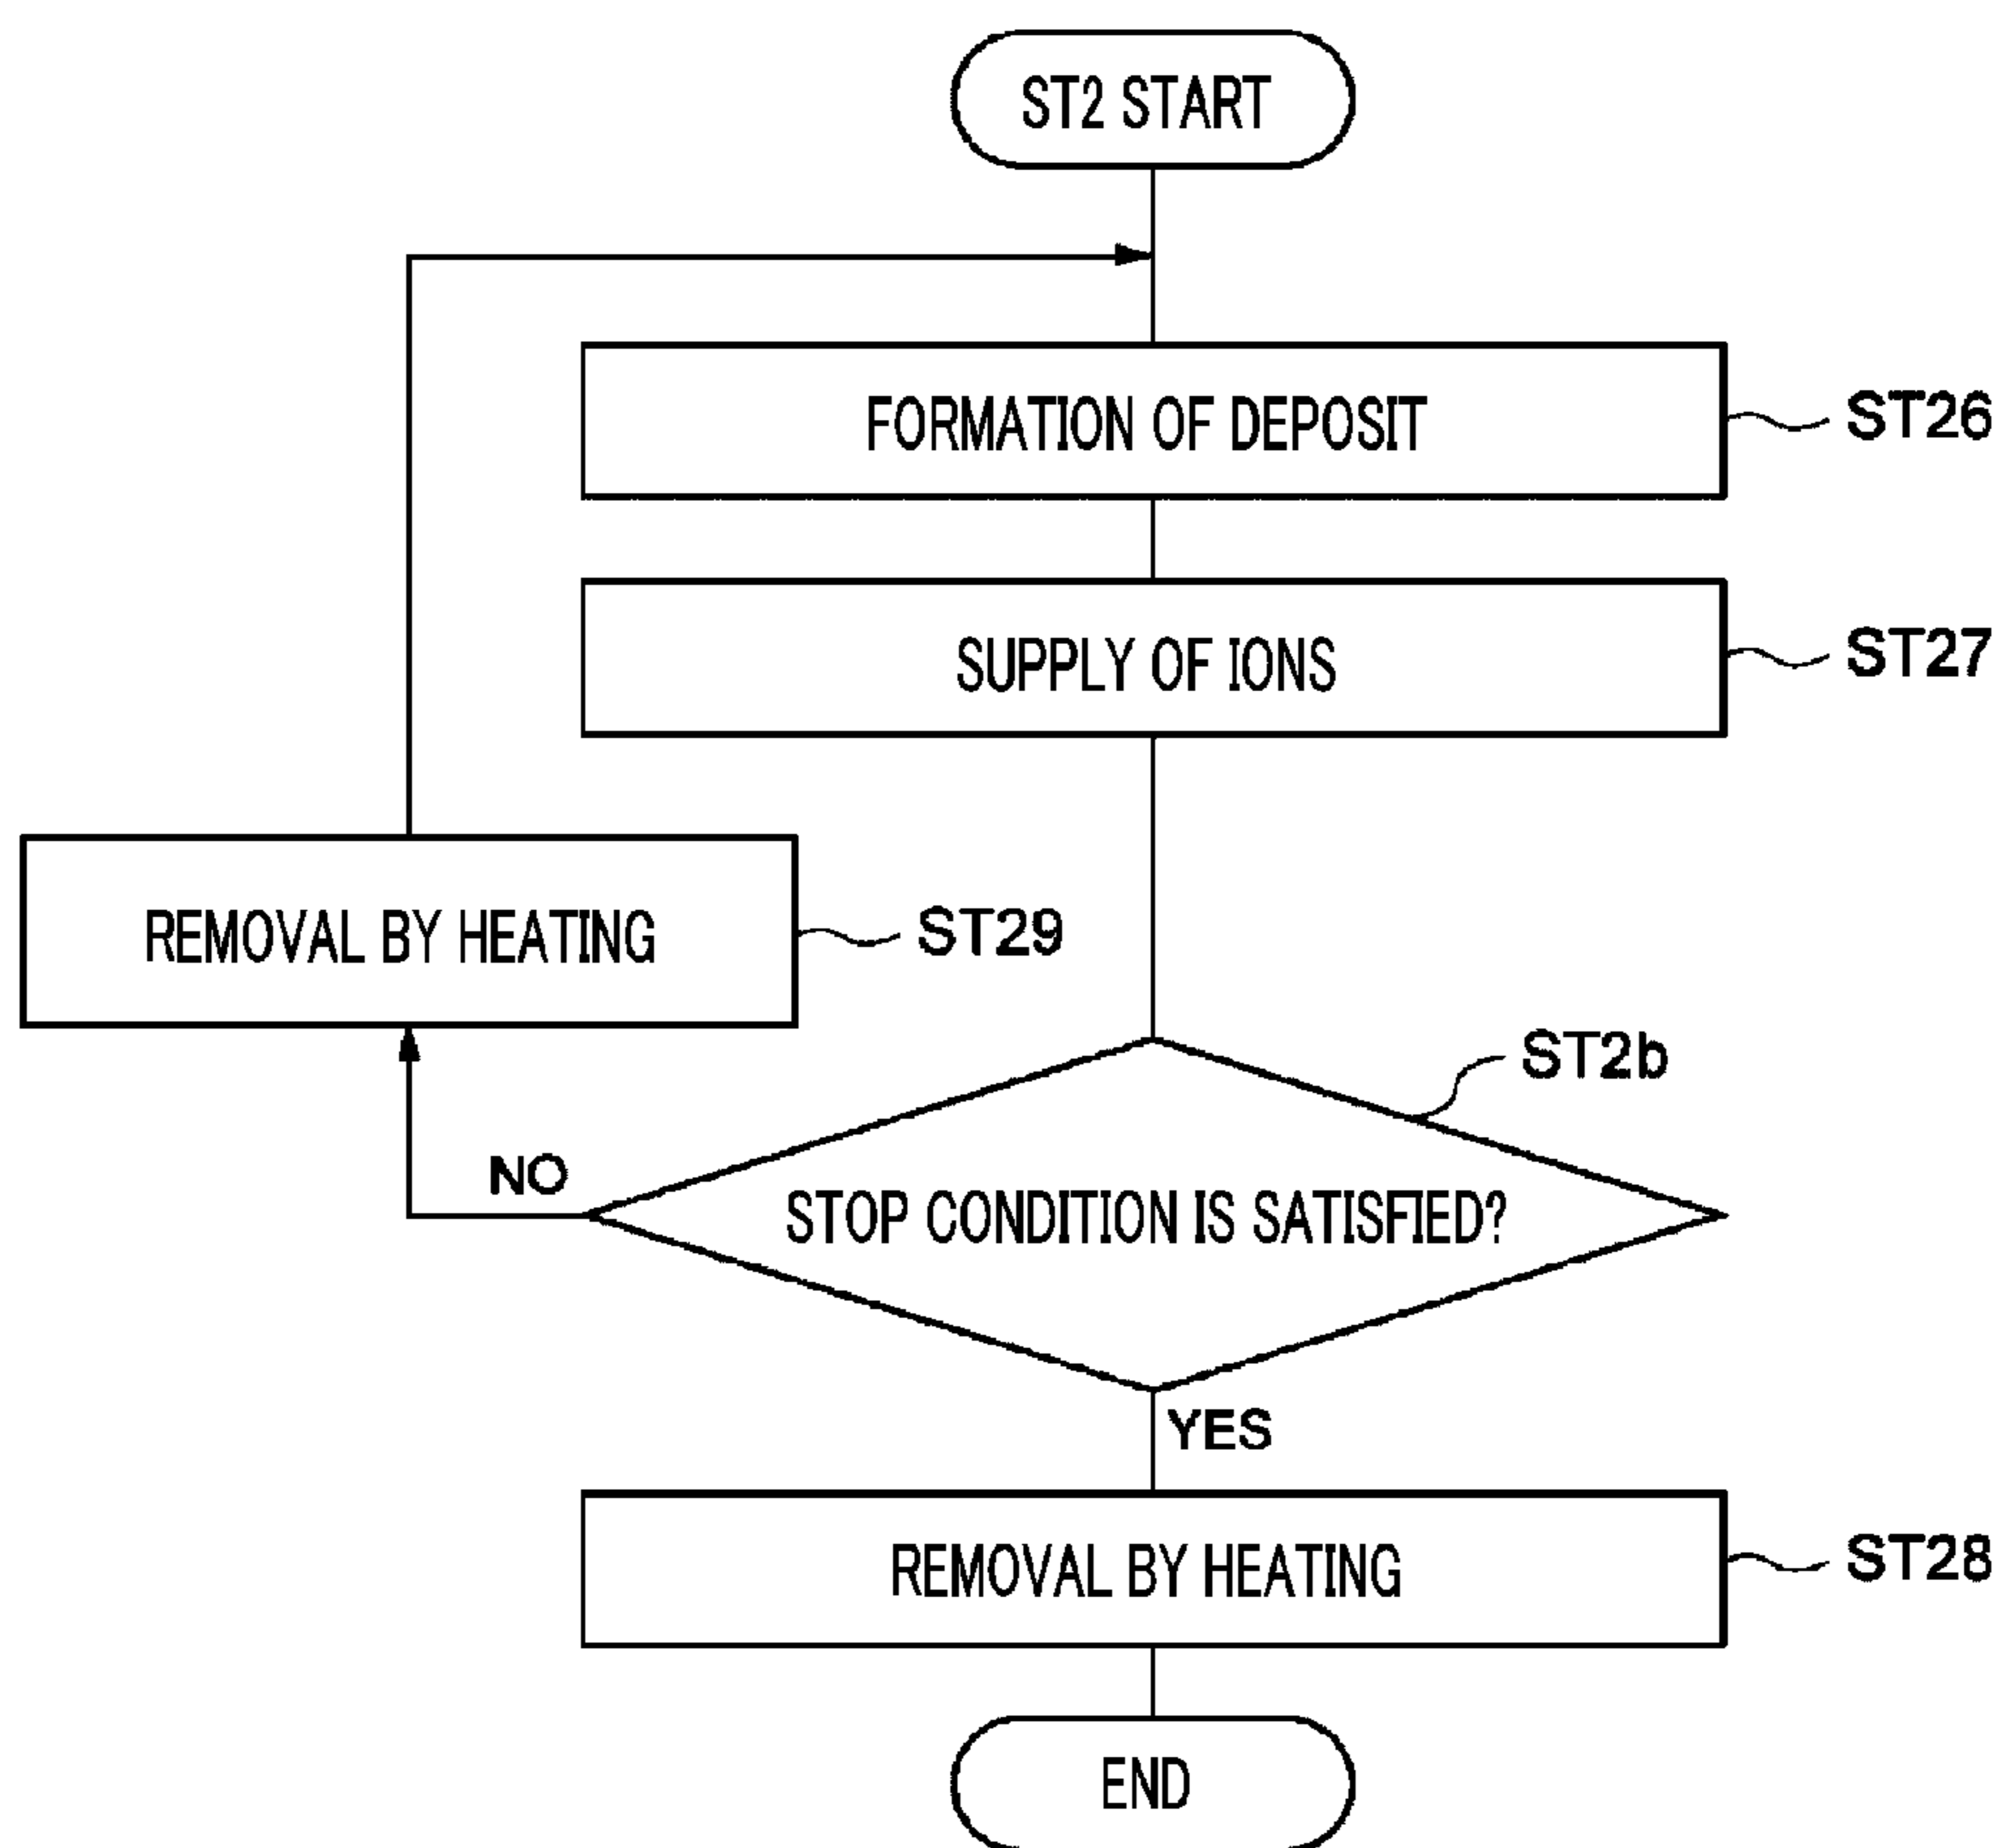 ST2 START
FORMATION OF DEPOSIT
ST26
SUPPLY OF IONS
ST27
REMOVAL BY HEATING
ST29
ST2b
NO
STOP CONDITION IS SATISFIED?
YES
REMOVAL BY HEATING
ST28
END